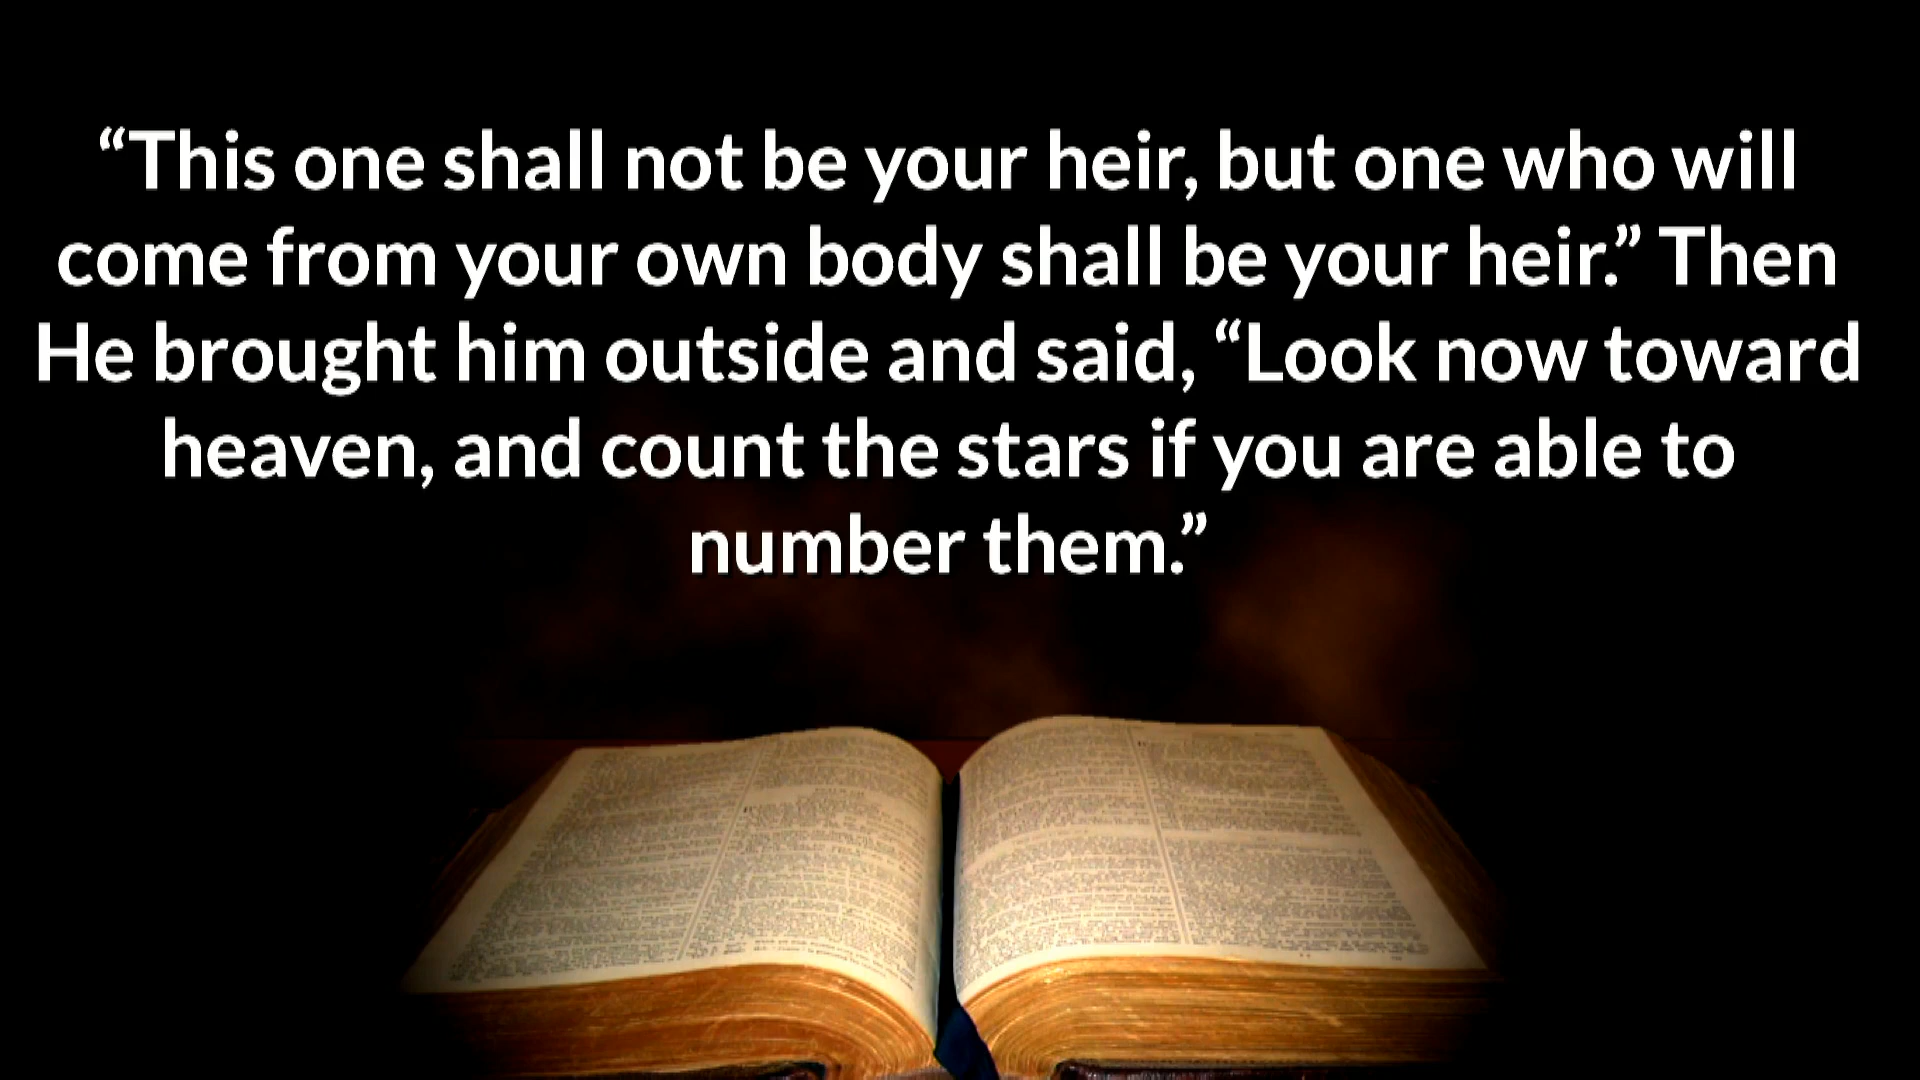 “This one shall not be your heir, but one who will
come from your own body shall be your heir.” Then
He brought him outside and said, “Look now toward
heaven, and count the stars if you are able to
number them.”